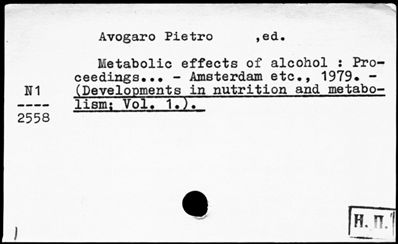 Avogaro Pietro ,ed.
Metabolic effects of alcohol : Pro-
ceedings... - Amsterdam etc., 1979. -
(Developments in nutrition and metabo-
lism; Vol. 1.).
N1
----
2558
Н. П.